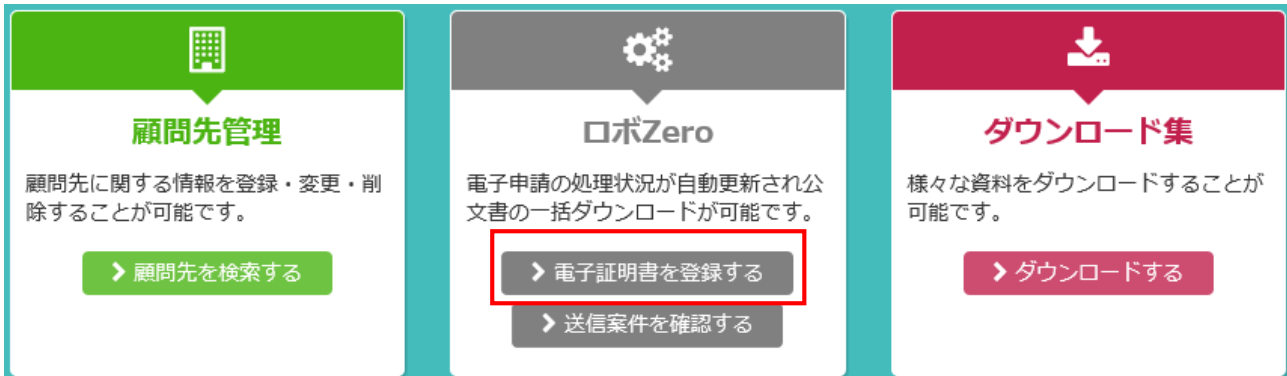 顧問先管理
顧問先に関する情報を登録・変更・削
除することが可能です。
顧問先を検索する
ロボZero
電子申請の処理状況が自動更新され公
文書の一括ダウンロードが可能です。
電子証明書を登録する
送信案件を確認する
ダウンロード集
様々な資料をダウンロードすることが
可能です。
ダウンロードする